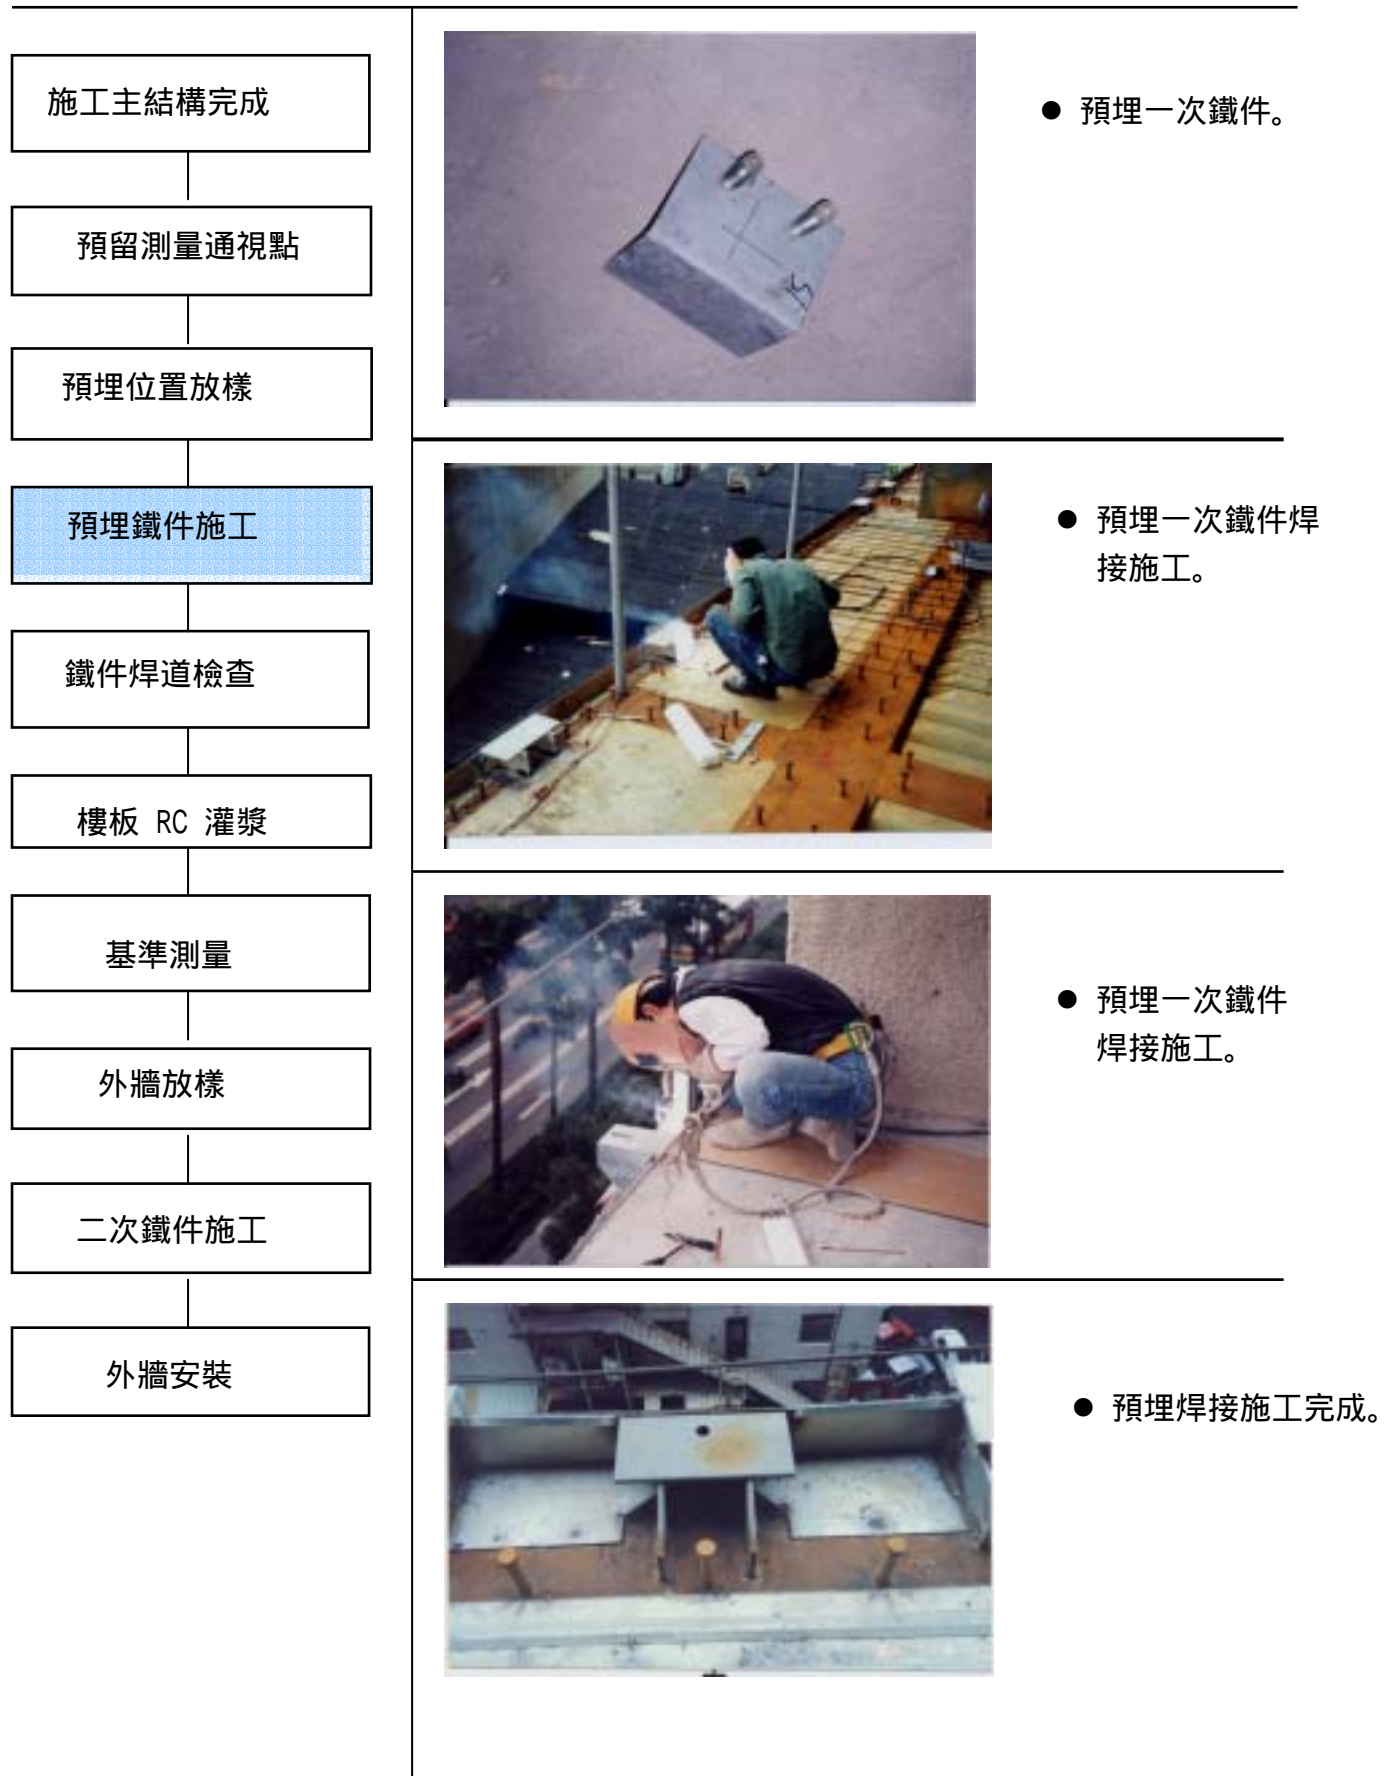 施工主結構完成
預留測量通視點
預埋位置放樣
預埋鐵件施工
鐵件焊道檢查
樓板 RC 灌漿
基準測量
外牆放樣
二次鐵件施工
外牆安裝
● 預埋一次鐵件。
● 預埋一次鐵件焊
接施工。
● 預埋一次鐵件
焊接施工。
● 預埋焊接施工完成。